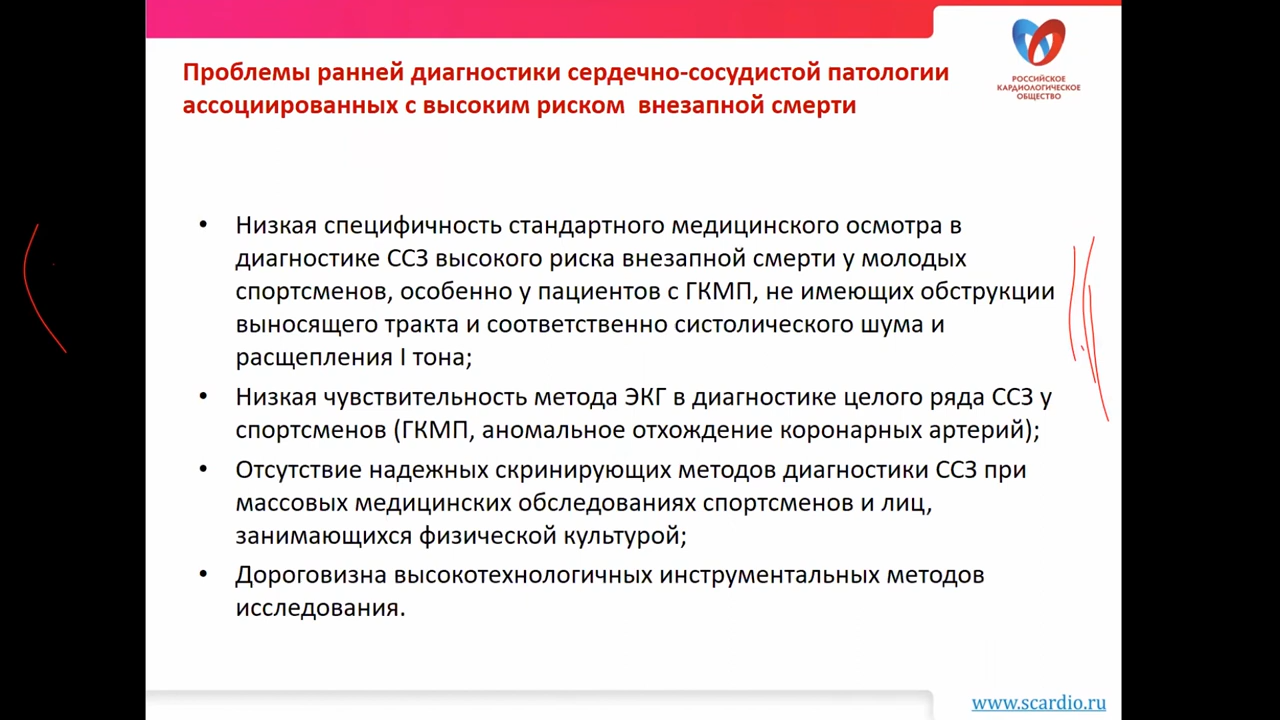 РОССИЙСКОЕ
КАРДИОЛОГИЧЕСКОЕ
ОБЩЕСТВО
Проблемы ранней диагностики сердечно-сосудистой патологии
ассоциированных с высоким риском внезапной смерти
• Низкая специфичность стандартного медицинского осмотра в
диагностике ССЗ высокого риска внезапной смерти у молодых
спортсменов, особенно у пациентов с ГКМП, не имеющих обструкции
выносящего тракта и соответственно систолического шума и
расщепления I тона;
• Низкая чувствительность метода ЭКГ в диагностике целого ряда ССЗ у
спортсменов (ГКМП, аномальное отхождение коронарных артерий);
• Отсутствие надежных скринирующих методов диагностики ССЗ при
массовых медицинских обследованиях спортсменов и лиц,
занимающихся физической культурой;
• Дороговизна высокотехнологичных инструментальных методов
исследования.
www.scardio.ru